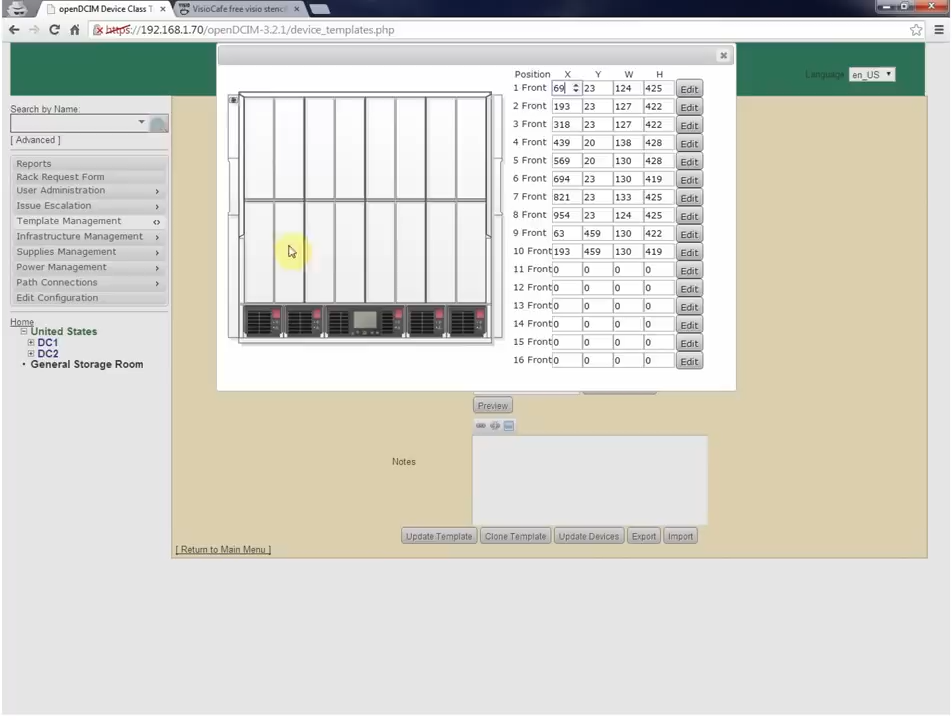 openDCIM Device Class T
VisioCafe free visio stenci
https://192.168.1.70/openDCIM-3.2.1/device_templates.php
Language en_US
Search by Name:
[ Advanced ]
Reports
Rack Request Form
User Administration
Issue Escalation
Template Management
Infrastructure Management
Supplies Management
Power Management
Path Connections
Edit Configuration
Home
United States
DC1
DC2
General Storage Room
Position X Y W H
1 Front 69 23 124 425 Edit
2 Front 193 23 127 422 Edit
3 Front 318 23 127 422 Edit
4 Front 439 20 138 428 Edit
5 Front 569 20 130 428 Edit
6 Front 694 23 130 419 Edit
7 Front 821 23 133 425 Edit
8 Front 954 23 124 425 Edit
9 Front 63 459 130 422 Edit
10 Front 193 459 130 419 Edit
11 Front 0 0 0 0 Edit
12 Front 0 0 0 0 Edit
13 Front 0 0 0 0 Edit
14 Front 0 0 0 0 Edit
15 Front 0 0 0 0 Edit
16 Front 0 0 0 0 Edit
Preview
Notes
Update Template Clone Template Update Devices Export Import
[ Return to Main Menu ]